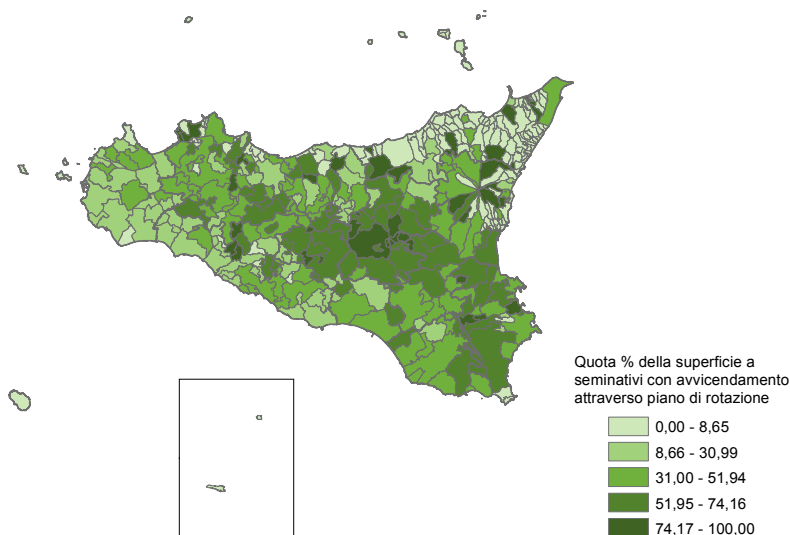 Quota % della superficie a
seminativi con avvicendamento
attraverso piano di rotazione
0,00 - 8,65
8,66 - 30,99
31,00 - 51,94
51,95 - 74,16
74,17 - 100,00